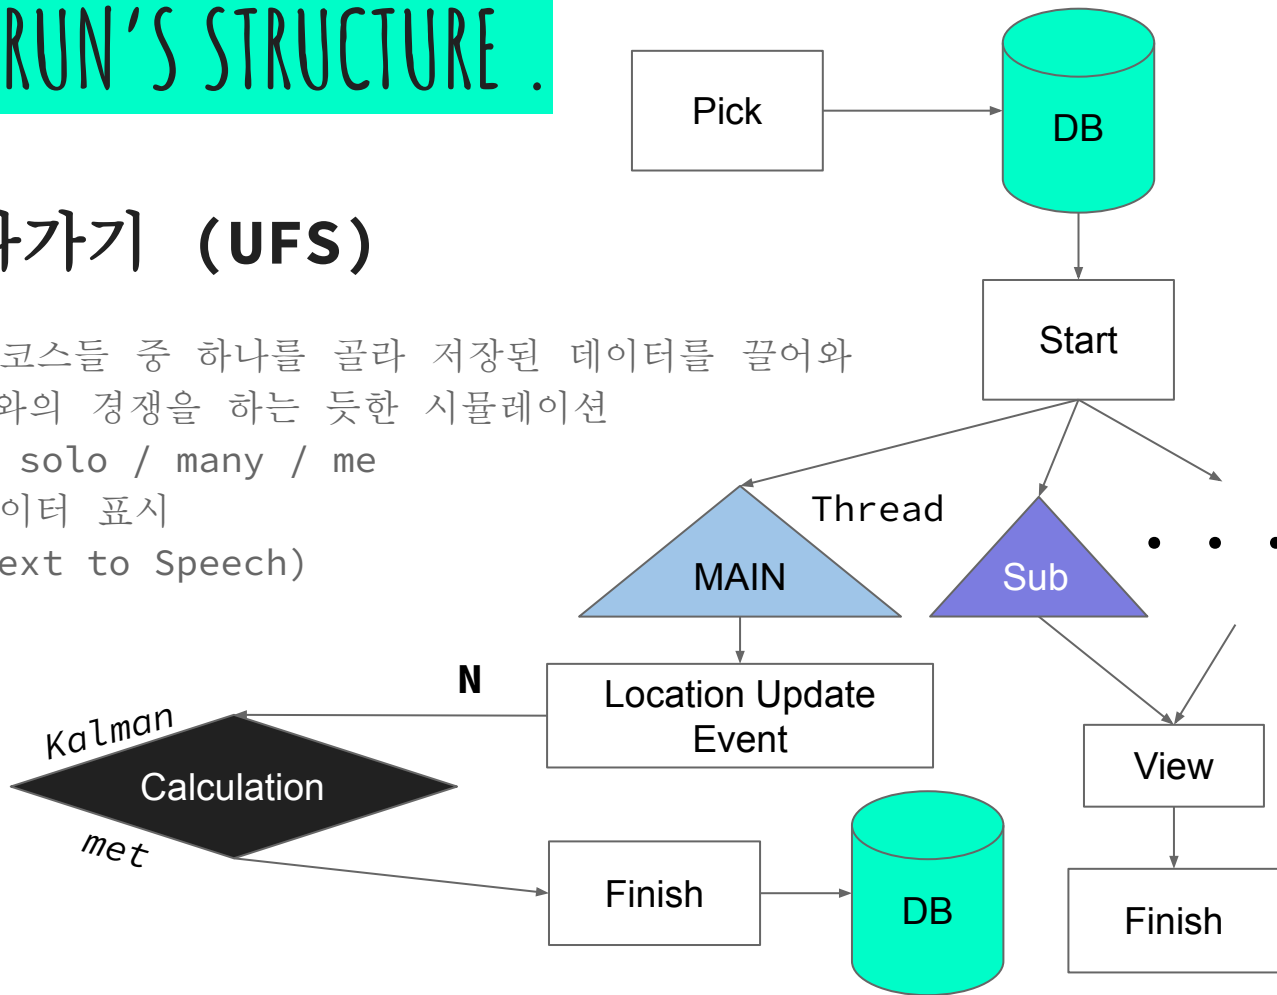 RUN'S STRUCTURE .
따라가기 (UFS)
코스들 중 하나를 골라 저장된 데이터를 끌어와
와의 경쟁을 하는 듯한 시뮬레이션
solo / many / me
이터 표시
ext to Speech)
Pick
DB
Start
Thread
MAIN
Sub
N
Location Update
Event
Kalman
Calculation
met
View
Finish
DB
Finish